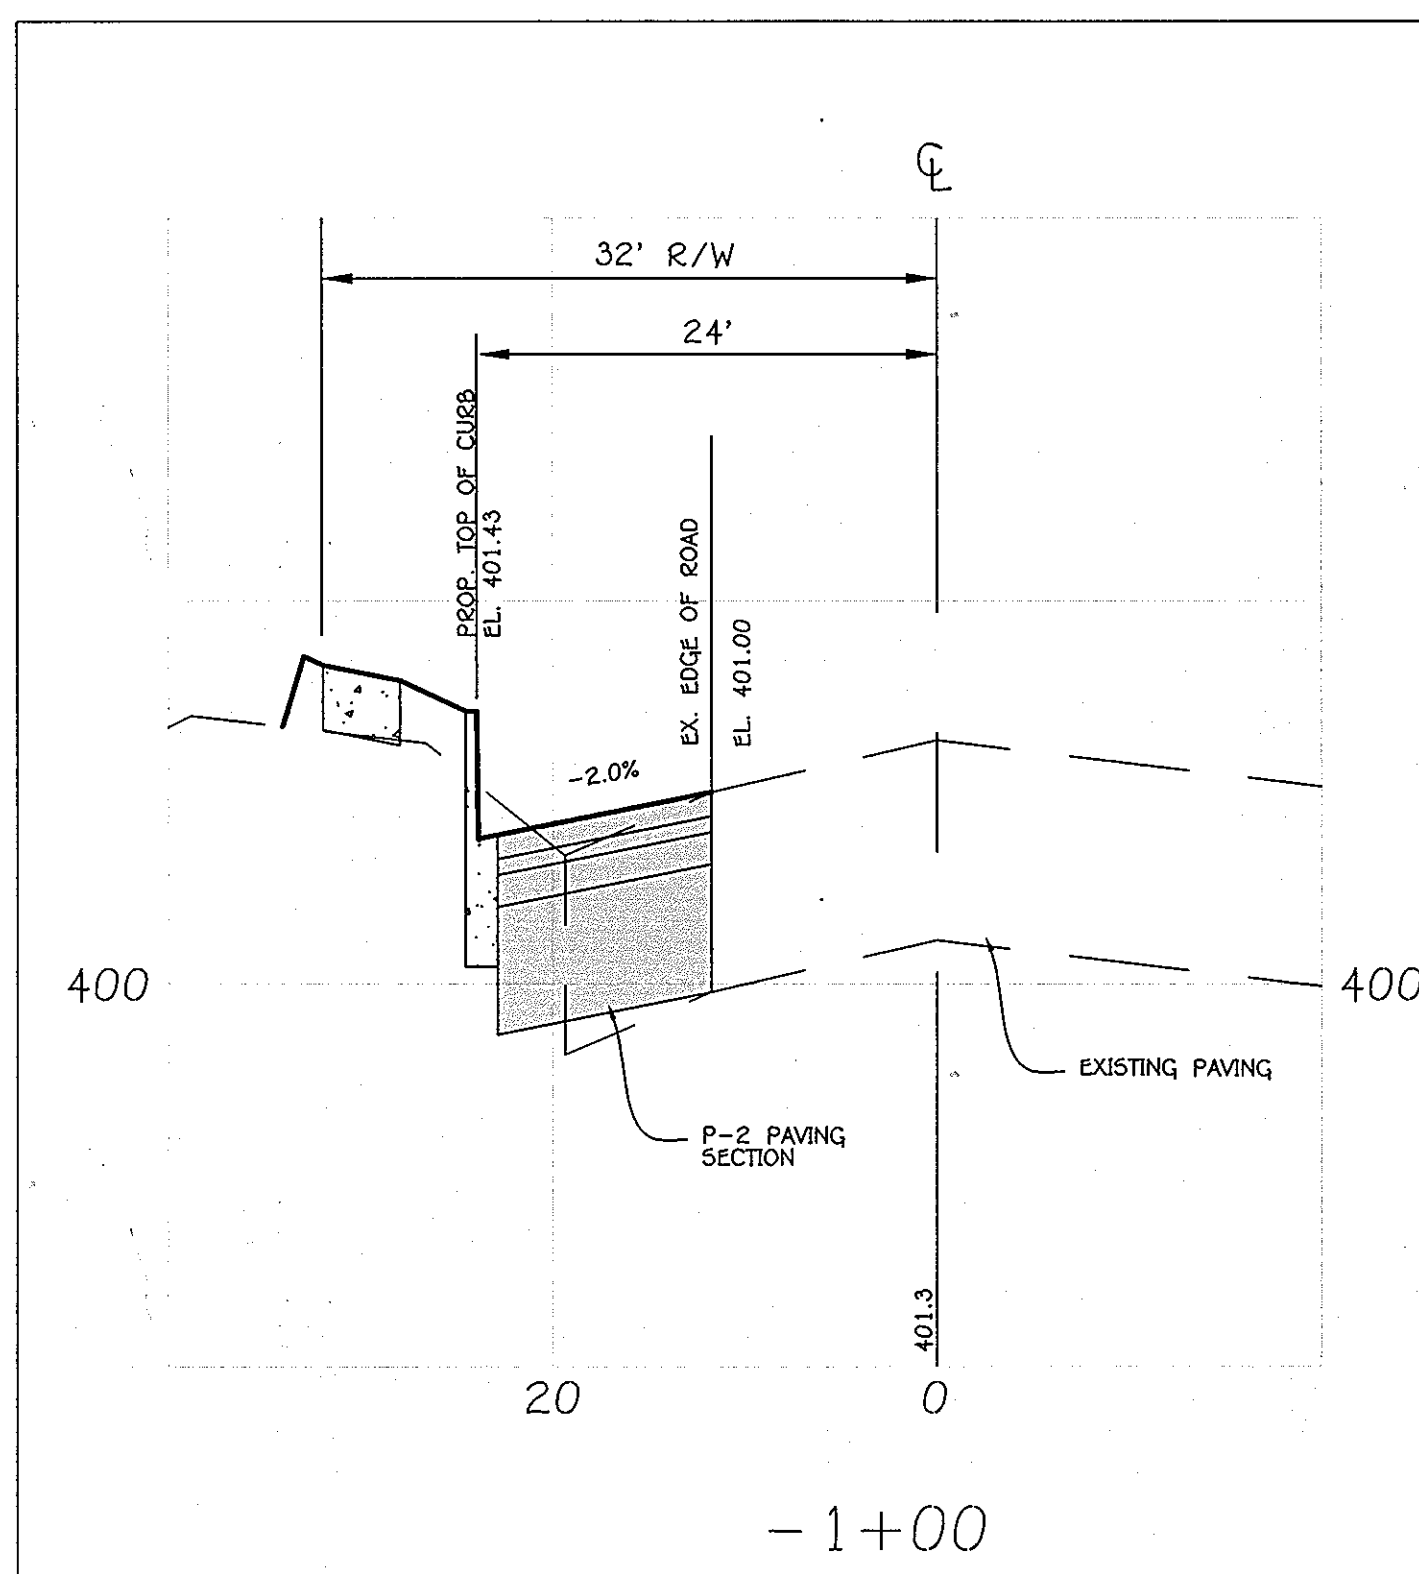 ℄
32' R/W
24'
PROP. TOP OF CURB
EL. 401.43
EX. EDGE OF ROAD
EL. 401.00
-2.0%
400
400
EXISTING PAVING
P-2 PAVING
SECTION
401.3
20
0
-1+00